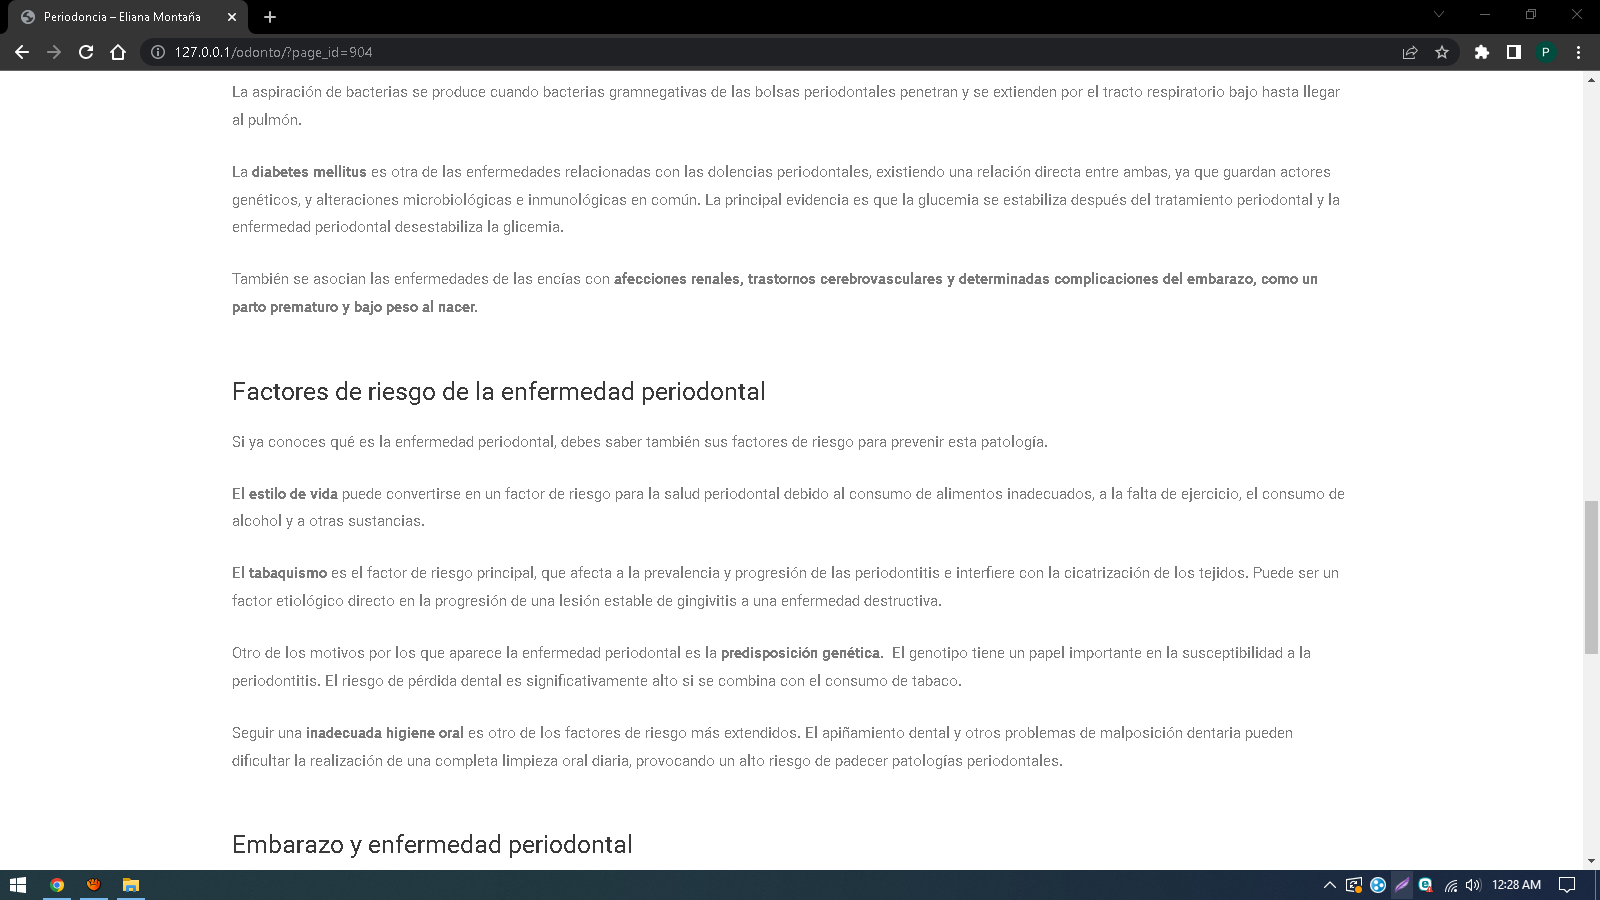 Periodoncia – Eliana Montaña
127.0.0.1/odonto/?page_id=904
P
La aspiración de bacterias se produce cuando bacterias gramnegativas de las bolsas periodontales penetran y se extienden por el tracto respiratorio bajo hasta llegar
al pulmón.
La diabetes mellitus es otra de las enfermedades relacionadas con las dolencias periodontales, existiendo una relación directa entre ambas, ya que guardan actores
genéticos, y alteraciones microbiológicas e inmunológicas en común. La principal evidencia es que la glucemia se estabiliza después del tratamiento periodontal y la
enfermedad periodontal desestabiliza la glicemia.
También se asocian las enfermedades de las encías con afecciones renales, trastornos cerebrovasculares y determinadas complicaciones del embarazo, como un
parto prematuro y bajo peso al nacer.
Factores de riesgo de la enfermedad periodontal
Si ya conoces qué es la enfermedad periodontal, debes saber también sus factores de riesgo para prevenir esta patología.
El estilo de vida puede convertirse en un factor de riesgo para la salud periodontal debido al consumo de alimentos inadecuados, a la falta de ejercicio, el consumo de
alcohol y a otras sustancias.
El tabaquismo es el factor de riesgo principal, que afecta a la prevalencia y progresión de las periodontitis e interfiere con la cicatrización de los tejidos. Puede ser un
factor etiológico directo en la progresión de una lesión estable de gingivitis a una enfermedad destructiva.
Otro de los motivos por los que aparece la enfermedad periodontal es la predisposición genética.  El genotipo tiene un papel importante en la susceptibilidad a la
periodontitis. El riesgo de pérdida dental es significativamente alto si se combina con el consumo de tabaco.
Seguir una inadecuada higiene oral es otro de los factores de riesgo más extendidos. El apiñamiento dental y otros problemas de malposición dentaria pueden
dificultar la realización de una completa limpieza oral diaria, provocando un alto riesgo de padecer patologías periodontales.
Embarazo y enfermedad periodontal
12:28 AM